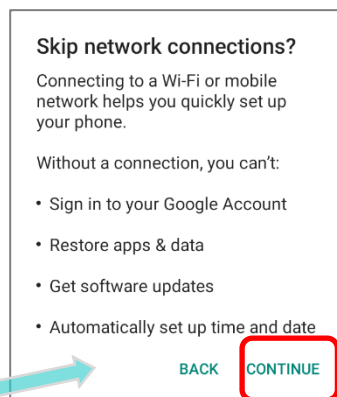 Skip network connections?
Connecting to a Wi-Fi or mobile
network helps you quickly set up
your phone.
Without a connection, you can't:
• Sign in to your Google Account
• Restore apps & data
• Get software updates
• Automatically set up time and date
BACK CONTINUE